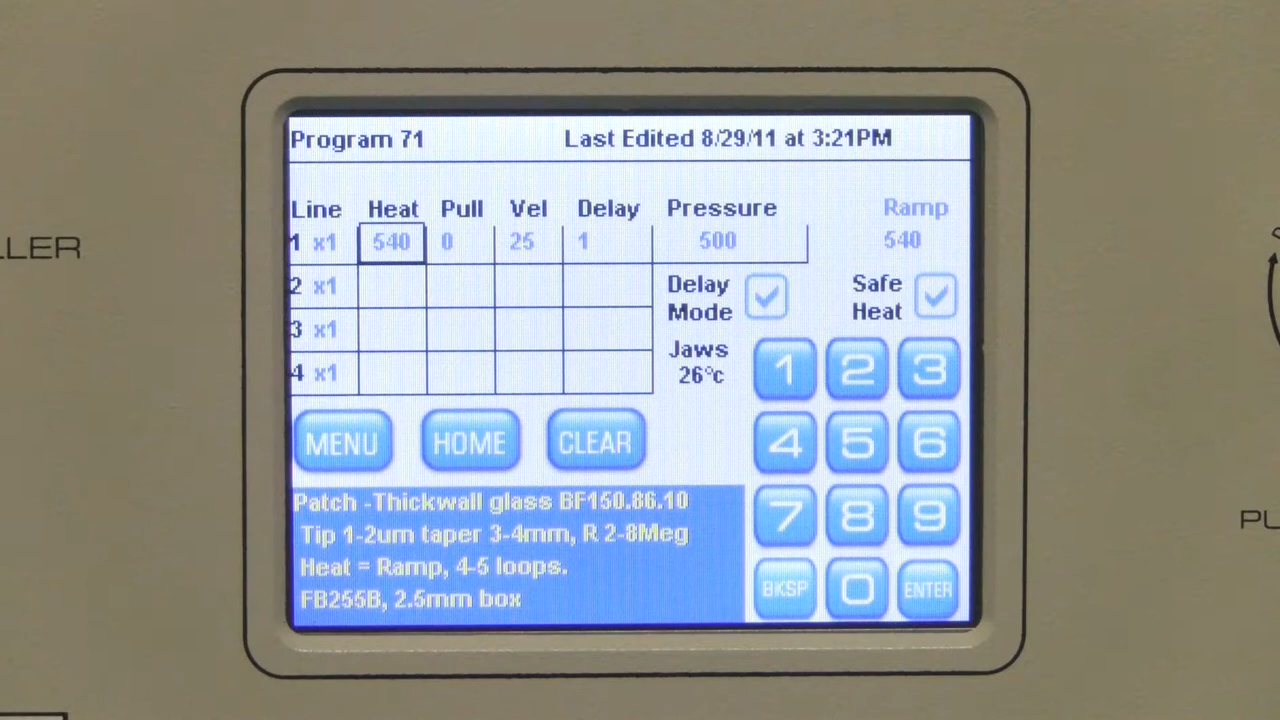 Program 71 Last Edited 8/29/11 at 3:21PM
Line Heat Pull Vel Delay Pressure Ramp
1 x1 540 0 25 1 500 540
2 x1
3 x1
4 x1
Delay Mode
Safe Heat
Jaws
26°c
1 2 3
4 5 6
7 8 9
BKSP 0 ENTER
MENU HOME CLEAR
Patch -Thickwall glass BF150.86.10
Tip 1-2um taper 3-4mm, R 2-8Meg
Heat = Ramp, 4-5 loops.
FB255B, 2.5mm box
LLER
PU